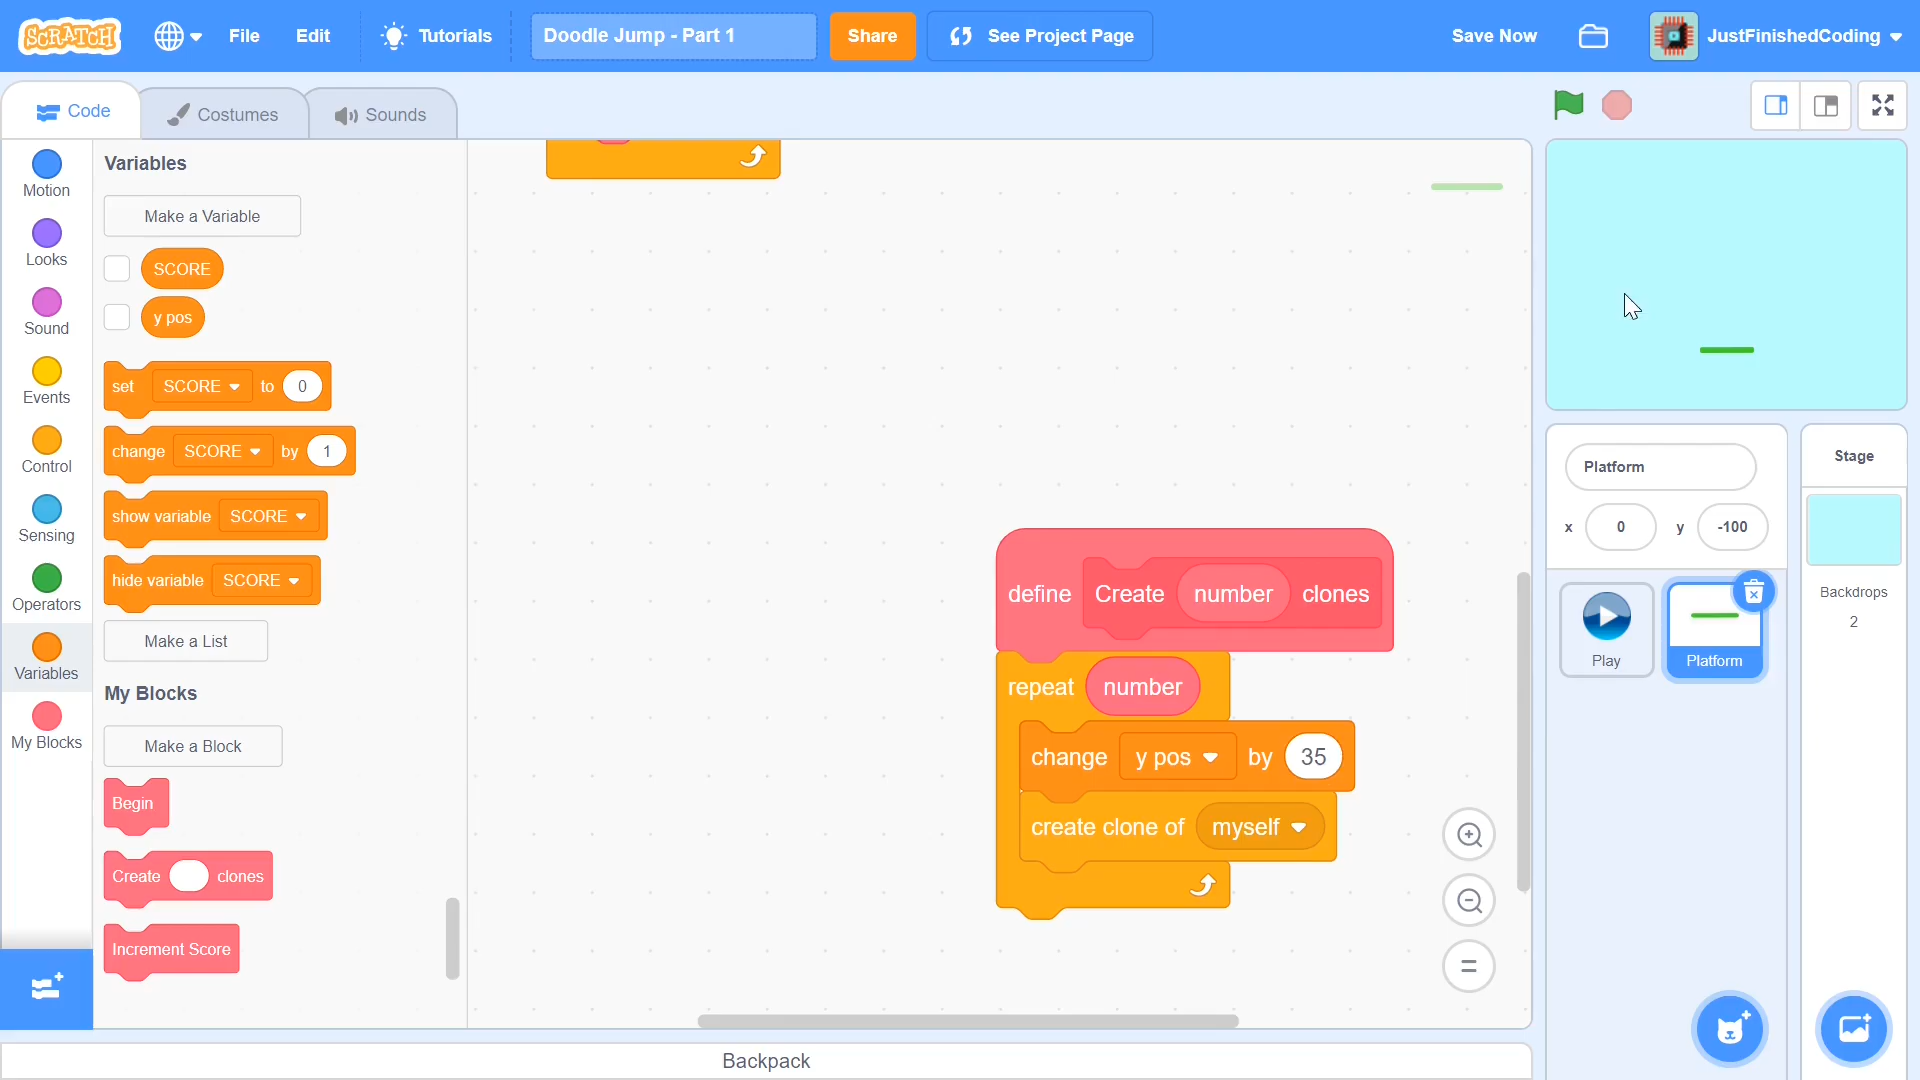 SCRATCH
File
Edit
Tutorials
Doodle Jump - Part 1
Share
See Project Page
Save Now
JustFinishedCoding
Code
Costumes
Sounds
Motion
Looks
Sound
Events
Control
Sensing
Operators
Variables
My Blocks
Variables
Make a Variable
SCORE
y pos
set SCORE to 0
change SCORE by 1
show variable SCORE
hide variable SCORE
Make a List
My Blocks
Make a Block
Begin
Create clones
Increment Score
define Create number clones
repeat number
change y pos by 35
create clone of myself
Platform
x 0 y -100
Play
Platform
Stage
Backdrops
2
Backpack